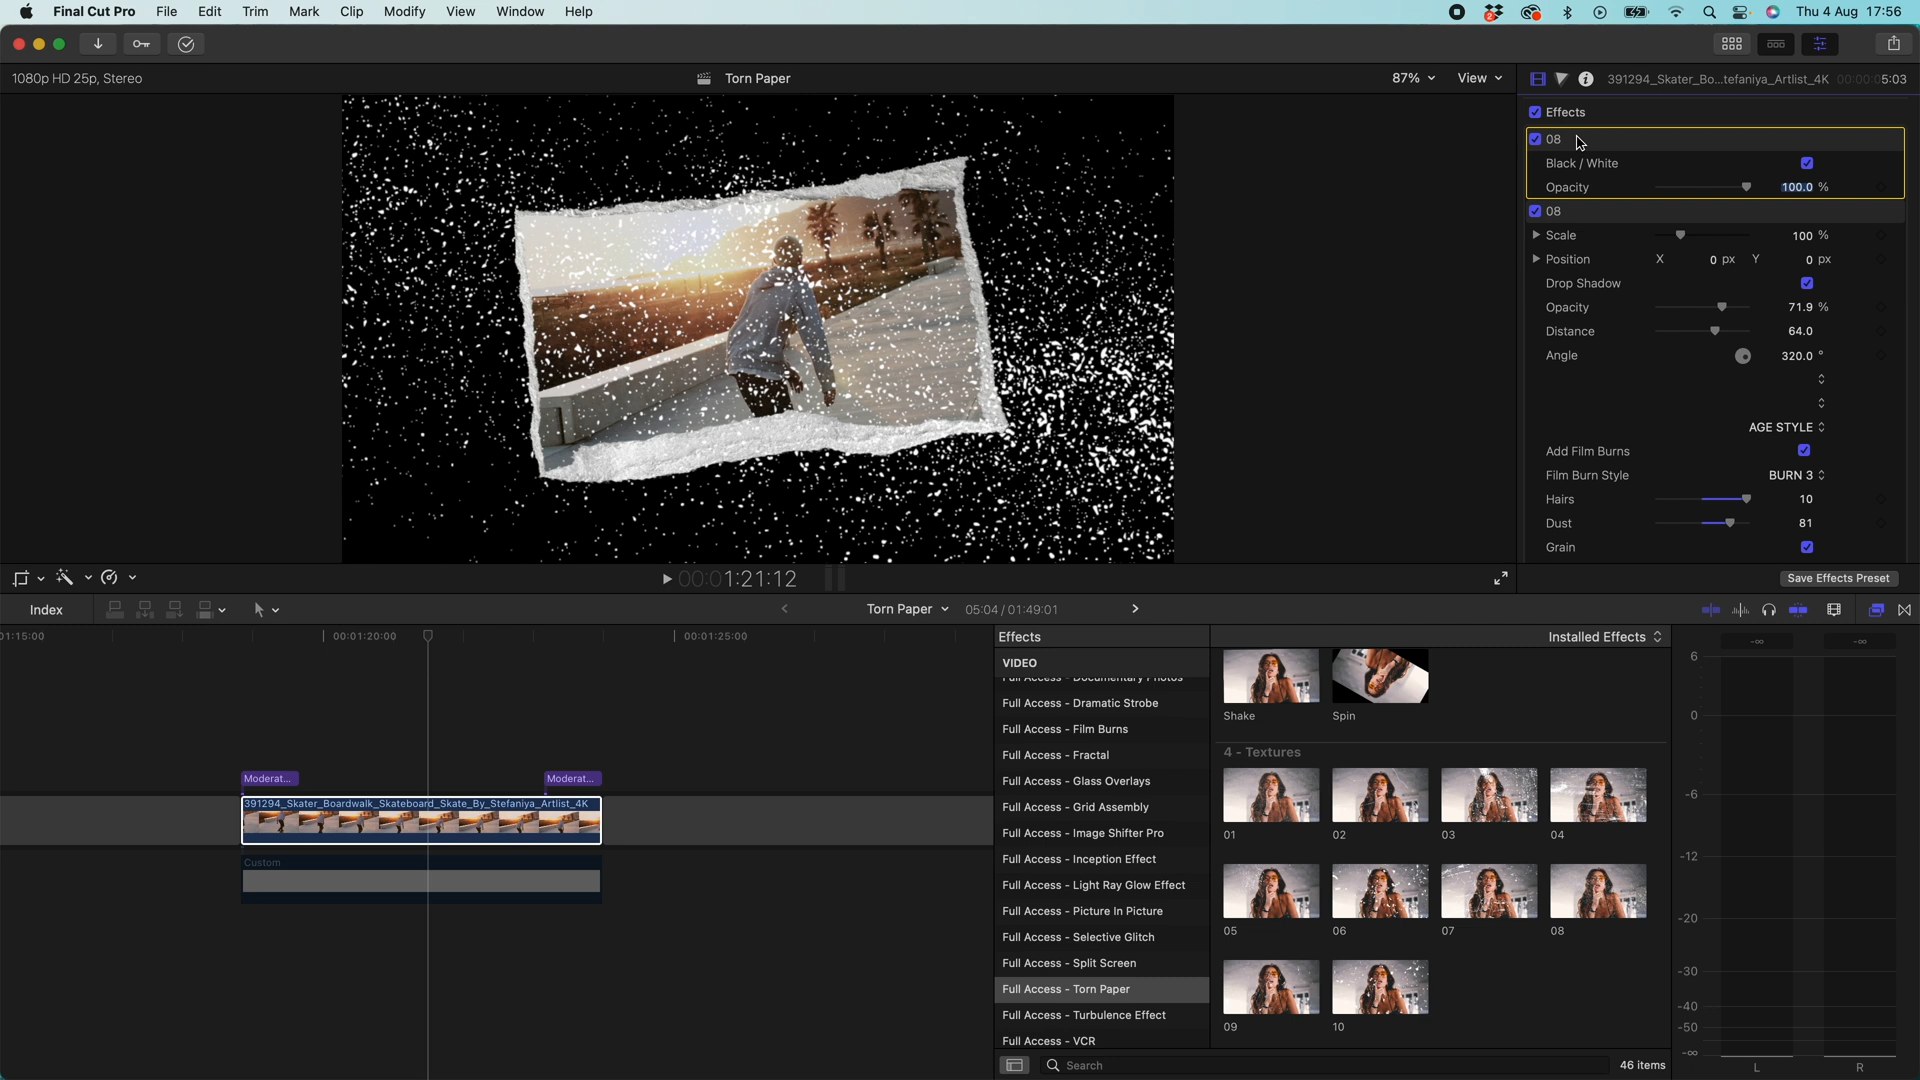 Final Cut Pro File Edit Trim Mark Clip Modify View Window Help 2 Thu 4 Aug 17:56
1080p HD 25p, Stereo Torn Paper 87% View 391294_Skater_Bo...tefaniya_Artlist_4K 00:00:05:03
Effects
08
Black / White
Opacity 100.0 %
08
Scale 100 %
Position X 0 px Y 0 px
Drop Shadow
Opacity 71.9 %
Distance 64.0
Angle 320.0 °
AGE STYLE
Add Film Burns
Film Burn Style BURN 3
Hairs 10
Dust 81
Grain
00:01:21:12 Save Effects Preset
Index Torn Paper 05:04 / 01:49:01
01:15:00 00:01:20:00 00:01:25:00
Moderat... Moderat...
391294_Skater_Boardwalk_Skateboard_Skate_By_Stefaniya_Artlist_4K
Custom
Effects Installed Effects
VIDEO
Full Access - Documentary Photos
Full Access - Dramatic Strobe
Full Access - Film Burns
Full Access - Fractal
Full Access - Glass Overlays
Full Access - Grid Assembly
Full Access - Image Shifter Pro
Full Access - Inception Effect
Full Access - Light Ray Glow Effect
Full Access - Picture In Picture
Full Access - Selective Glitch
Full Access - Split Screen
Full Access - Torn Paper
Full Access - Turbulence Effect
Full Access - VCR
Shake Spin
4 - Textures
01 02 03 04
05 06 07 08
09 10
Search 46 items
-∞ -∞
6
0
-6
-12
-20
-30
-40
-50
-∞
L R